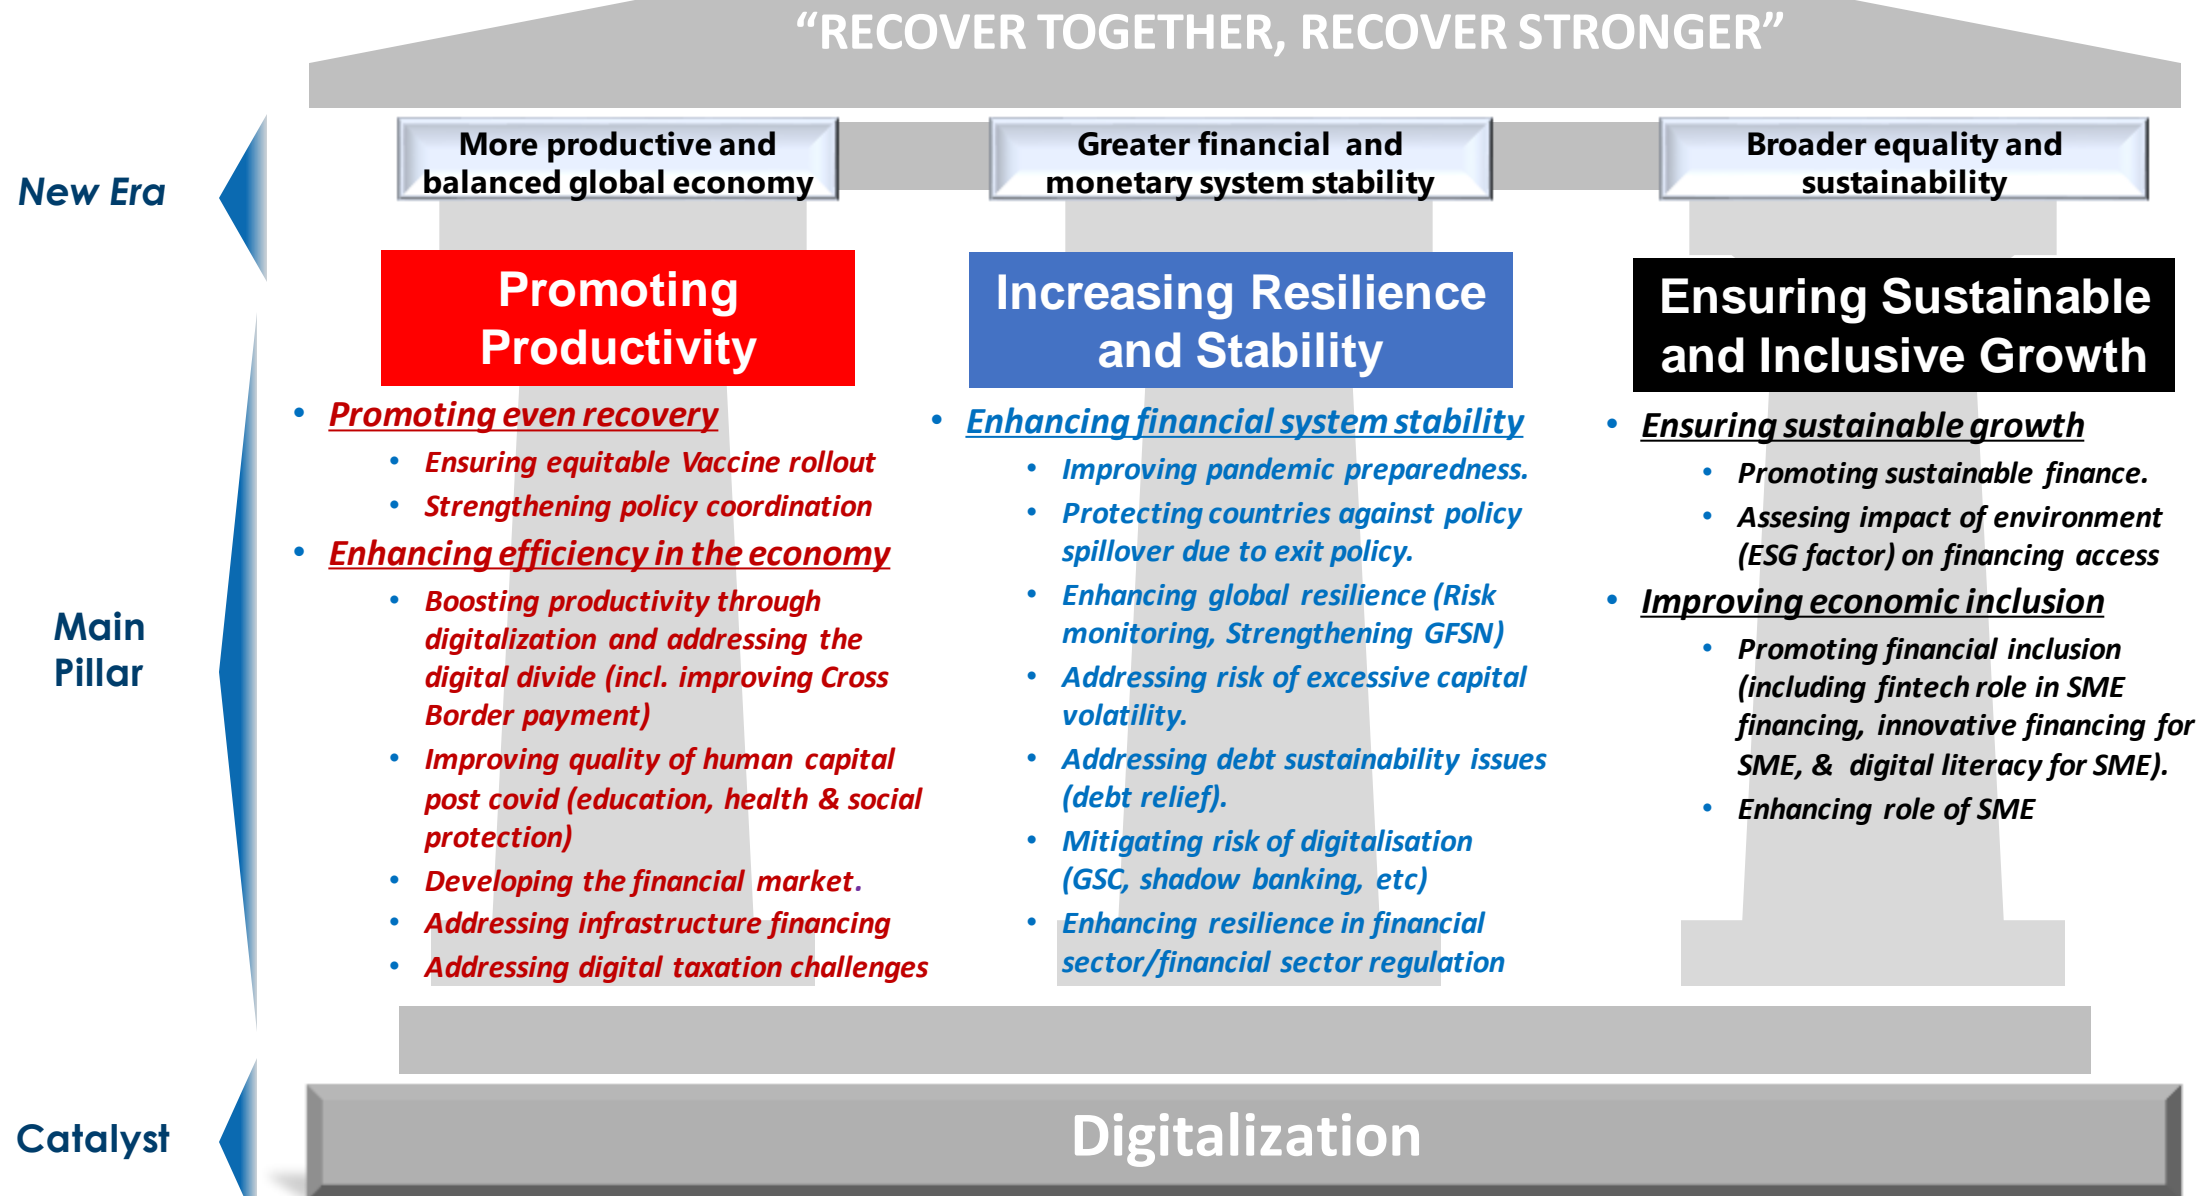 “RECOVER TOGETHER, RECOVER STRONGER”
New Era
More productive and
balanced global economy
Greater financial and
monetary system stability
Broader equality and
sustainability
Main
Pillar
Promoting
Productivity
• Promoting even recovery
• Ensuring equitable Vaccine rollout
• Strengthening policy coordination
• Enhancing efficiency in the economy
• Boosting productivity through
digitalization and addressing the
digital divide (incl. improving Cross
Border payment)
• Improving quality of human capital
post covid (education, health & social
protection)
• Developing the financial market.
• Addressing infrastructure financing
• Addressing digital taxation challenges
Increasing Resilience
and Stability
• Enhancing financial system stability
• Improving pandemic preparedness.
• Protecting countries against policy
spillover due to exit policy.
• Enhancing global resilience (Risk
monitoring, Strengthening GFSN)
• Addressing risk of excessive capital
volatility.
• Addressing debt sustainability issues
(debt relief).
• Mitigating risk of digitalisation
(GSC, shadow banking, etc)
• Enhancing resilience in financial
sector/financial sector regulation
Ensuring Sustainable
and Inclusive Growth
• Ensuring sustainable growth
• Promoting sustainable finance.
• Assesing impact of environment
(ESG factor) on financing access
• Improving economic inclusion
• Promoting financial inclusion
(including fintech role in SME
financing, innovative financing for
SME, & digital literacy for SME).
• Enhancing role of SME
Catalyst
Digitalization